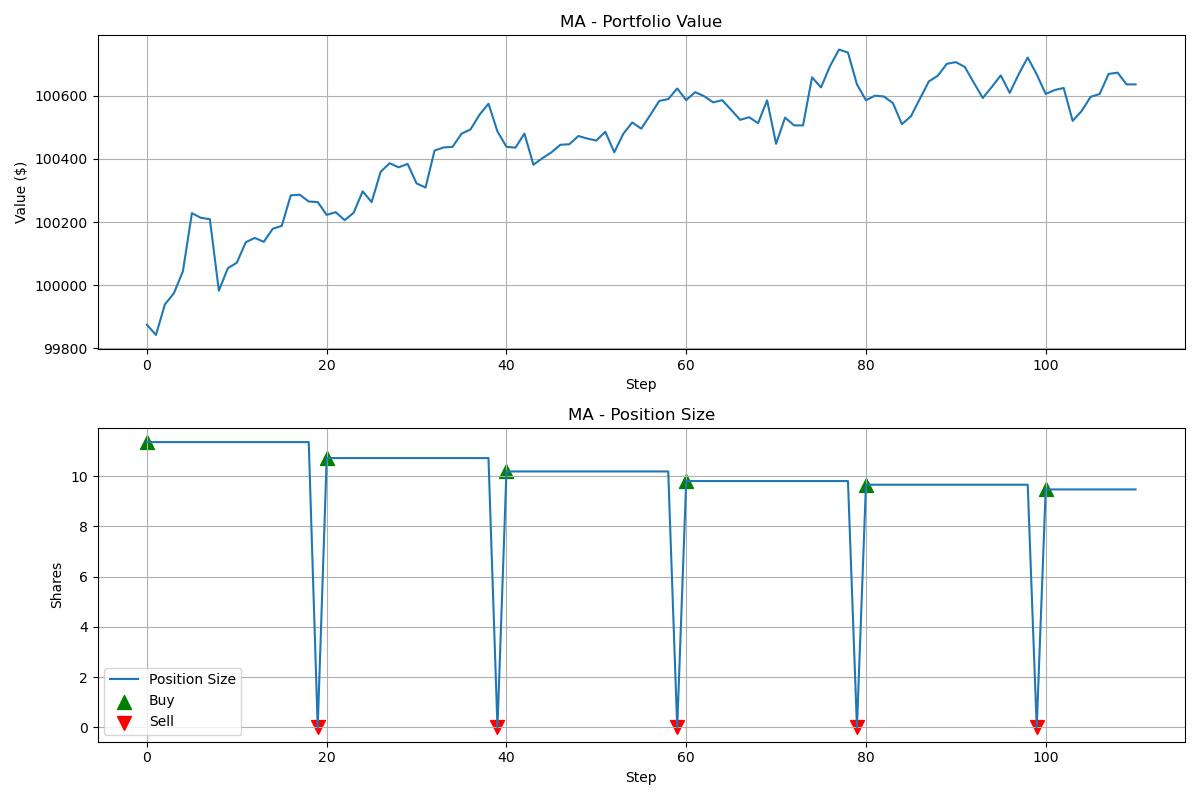 MA - Portfolio Value
Value ($)
100600
100400
100200
100000
99800
0 20 40 60 80 100
Step
MA - Position Size
Shares
10
8
6
4
2
0
Position Size
Buy
Sell
0 20 40 60 80 100
Step